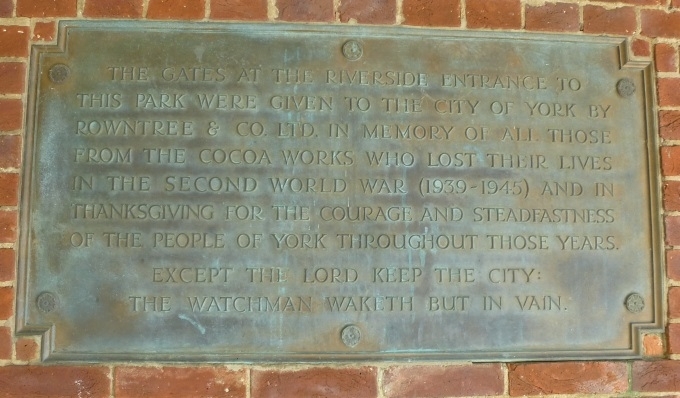 THE GATES AT THE RIVERSIDE ENTRANCE TO
THIS PARK WERE GIVEN TO THE CITY OF YORK BY
ROWNTREE & CO. LTD. IN MEMORY OF ALL THOSE
FROM THE COCOA WORKS WHO LOST THEIR LIVES
IN THE SECOND WORLD WAR (1939-1945) AND IN
THANKSGIVING FOR THE COURAGE AND STEADFASTNESS
OF THE PEOPLE OF YORK THROUGHOUT THOSE YEARS.
EXCEPT THE LORD KEEP THE CITY:
THE WATCHMAN WAKETH BUT IN VAIN.